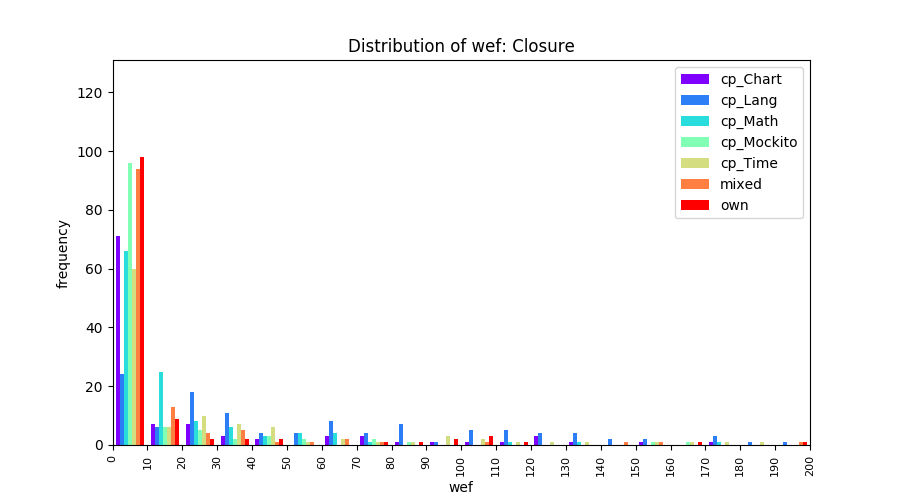 Distribution of wef: Closure
cp_Chart
cp_Lang
cp_Math
cp_Mockito
cp_Time
mixed
own
frequency
120
100
80
60
40
20
0
0 10 20 30 40 50 60 70 80 90 100 110 120 130 140 150 160 170 180 190 200
wef